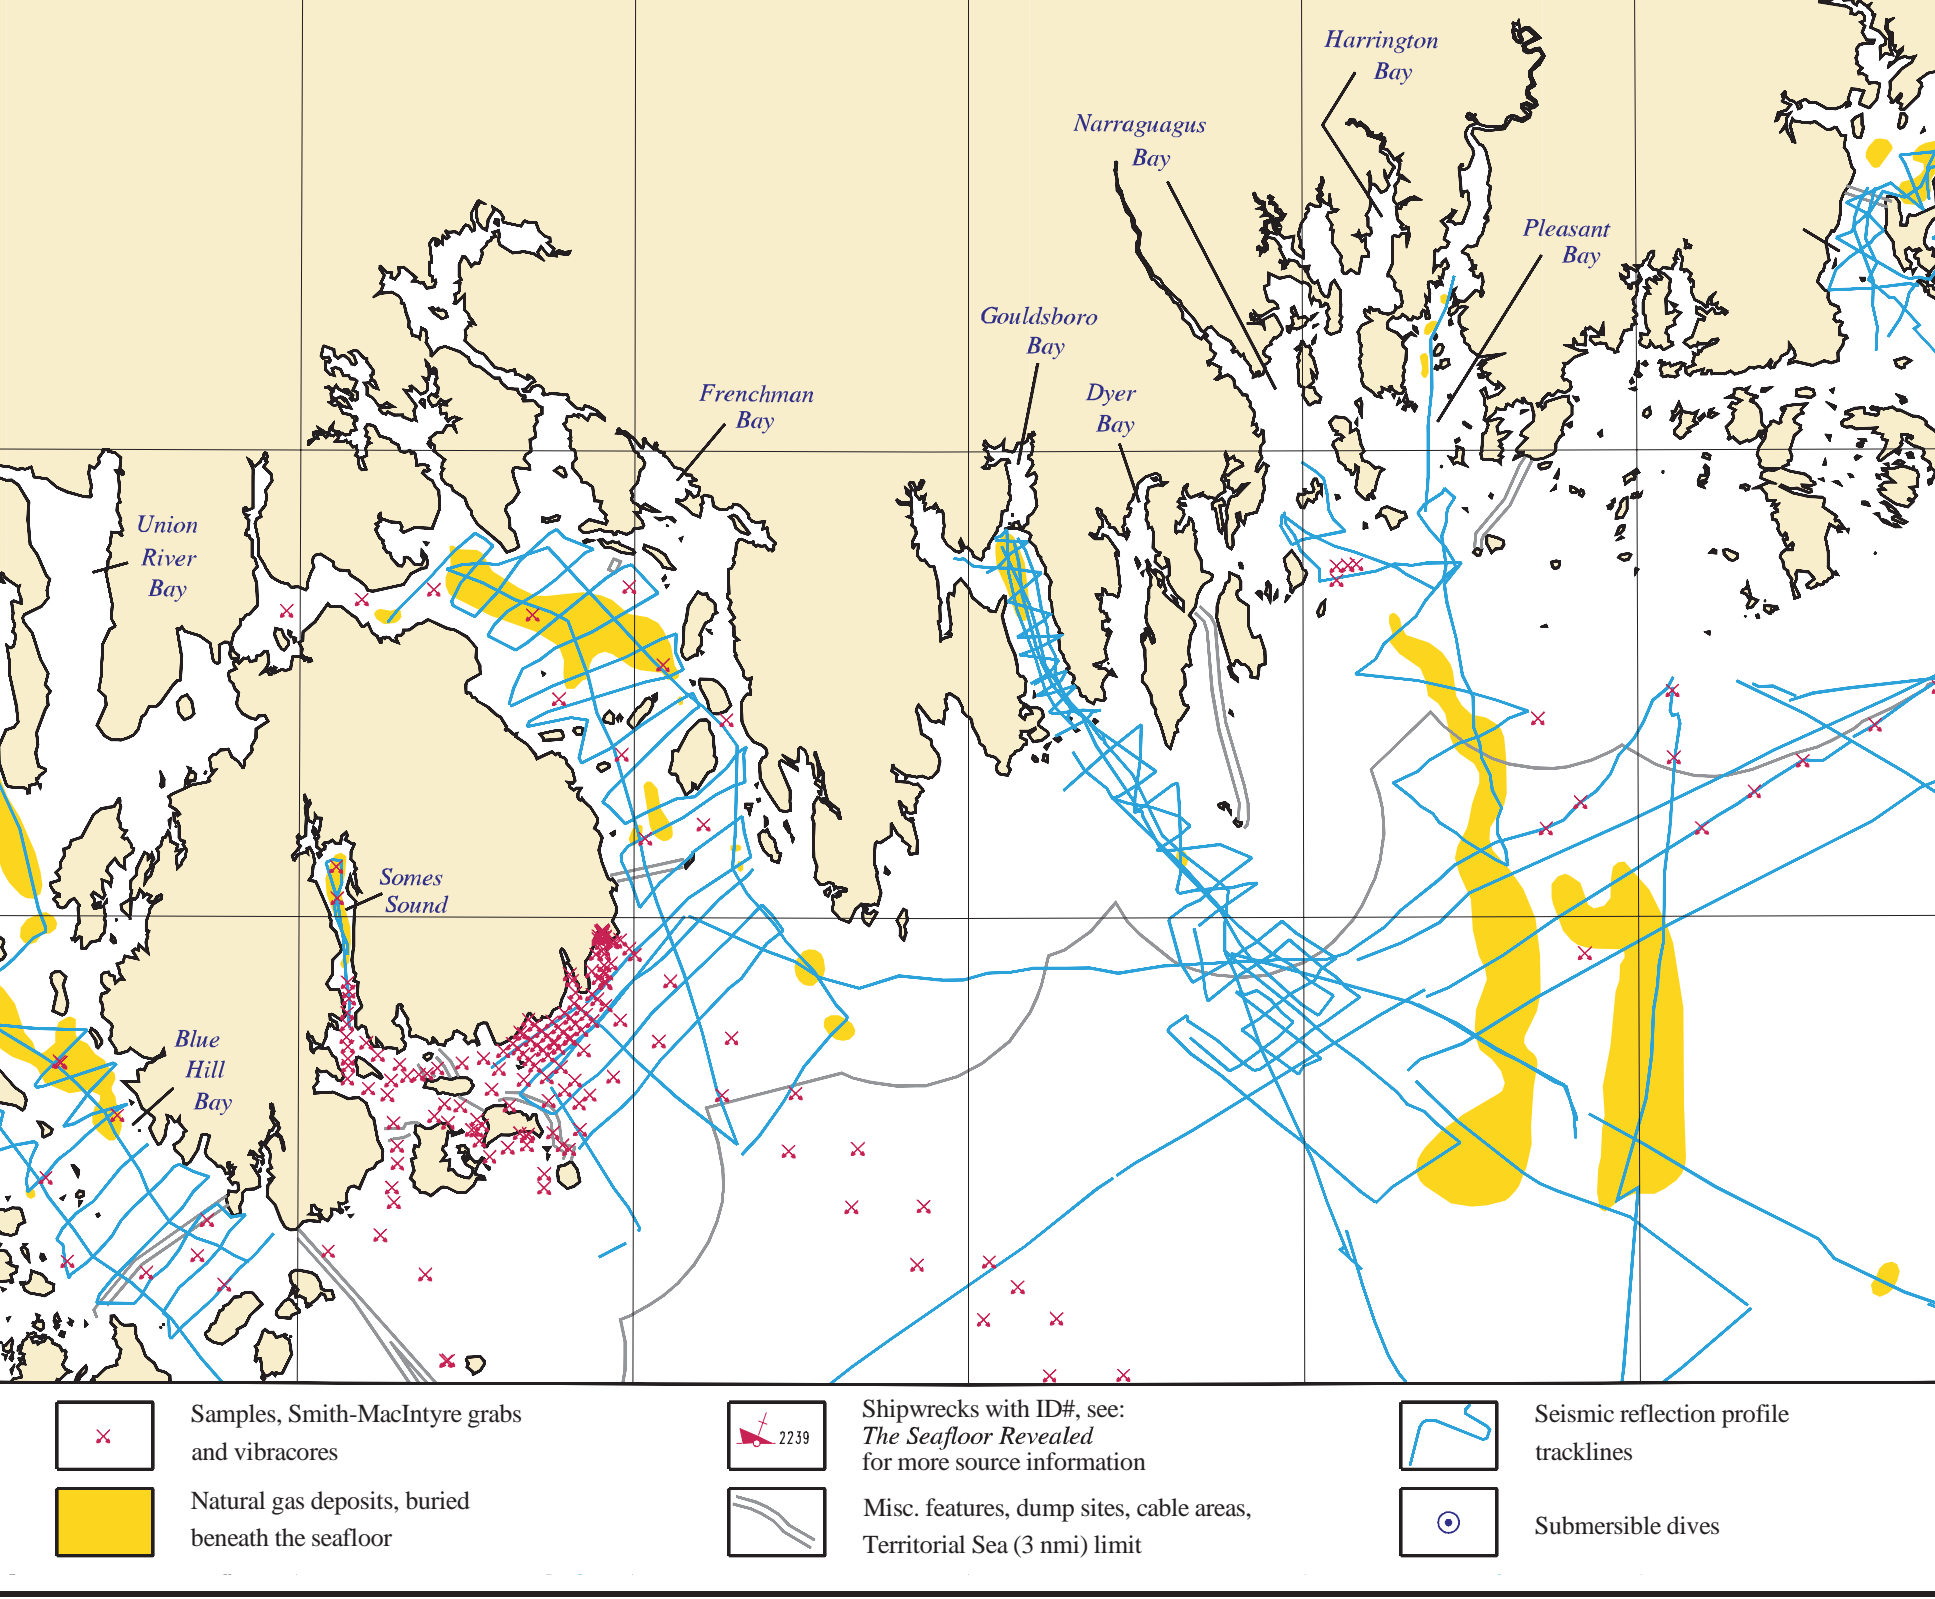 Harrington
Bay
Narraguagus
Bay
Pleasant
Bay
Gouldsboro
Bay
Dyer
Bay
Frenchman
Bay
Union
River
Bay
Somes
Sound
Blue
Hill
Bay
Samples, Smith-MacIntyre grabs
and vibracores
Natural gas deposits, buried
beneath the seafloor
2239
Shipwrecks with ID#, see:
The Seafloor Revealed
for more source information
Misc. features, dump sites, cable areas,
Territorial Sea (3 nmi) limit
Seismic reflection profile
tracklines
Submersible dives